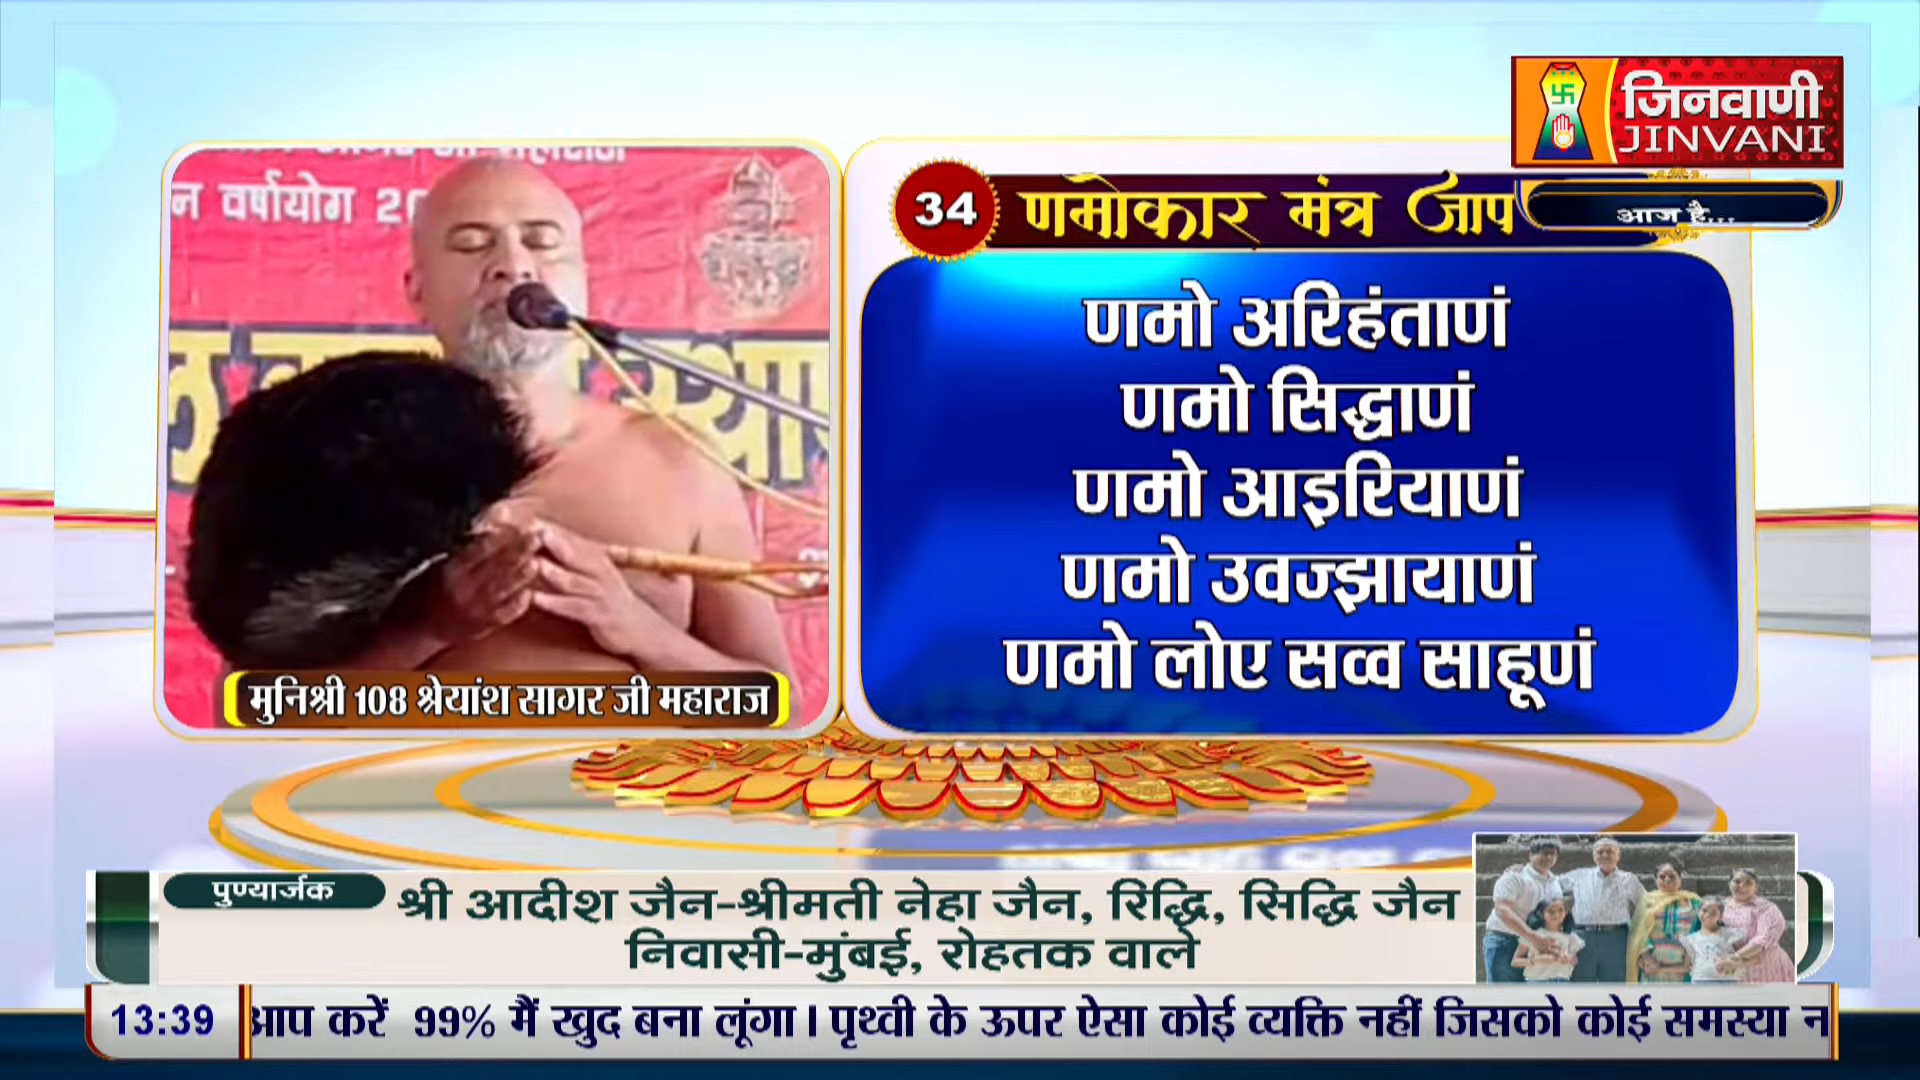 जिनवाणी
JINVANI
आज है...
न वर्षायोग 20
34 णमोकार मंत्र जाप
णमो अरिहंताणं
णमो सिद्धाणं
णमो आइरियाणं
णमो उवज्झायाणं
णमो लोए सव्व साहूणं
मुनिश्री 108 श्रेयांश सागर जी महाराज
पुण्यार्जक
श्री आदीश जैन-श्रीमती नेहा जैन, रिद्धि, सिद्धि जैन
निवासी-मुंबई, रोहतक वाले
13:39 आप करें 99% मैं खुद बना लूंगा । पृथ्वी के ऊपर ऐसा कोई व्यक्ति नहीं जिसको कोई समस्या न